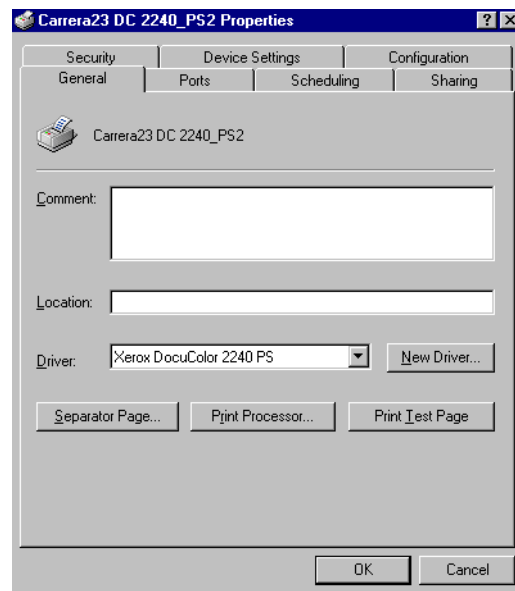 Carrera23 DC 2240_PS2 Properties
Security Device Settings Configuration
General Ports Scheduling Sharing
Carrera23 DC 2240_PS2
Comment:
Location:
Driver: Xerox DocuColor 2240 PS New Driver...
Separator Page... Print Processor... Print Test Page
OK Cancel